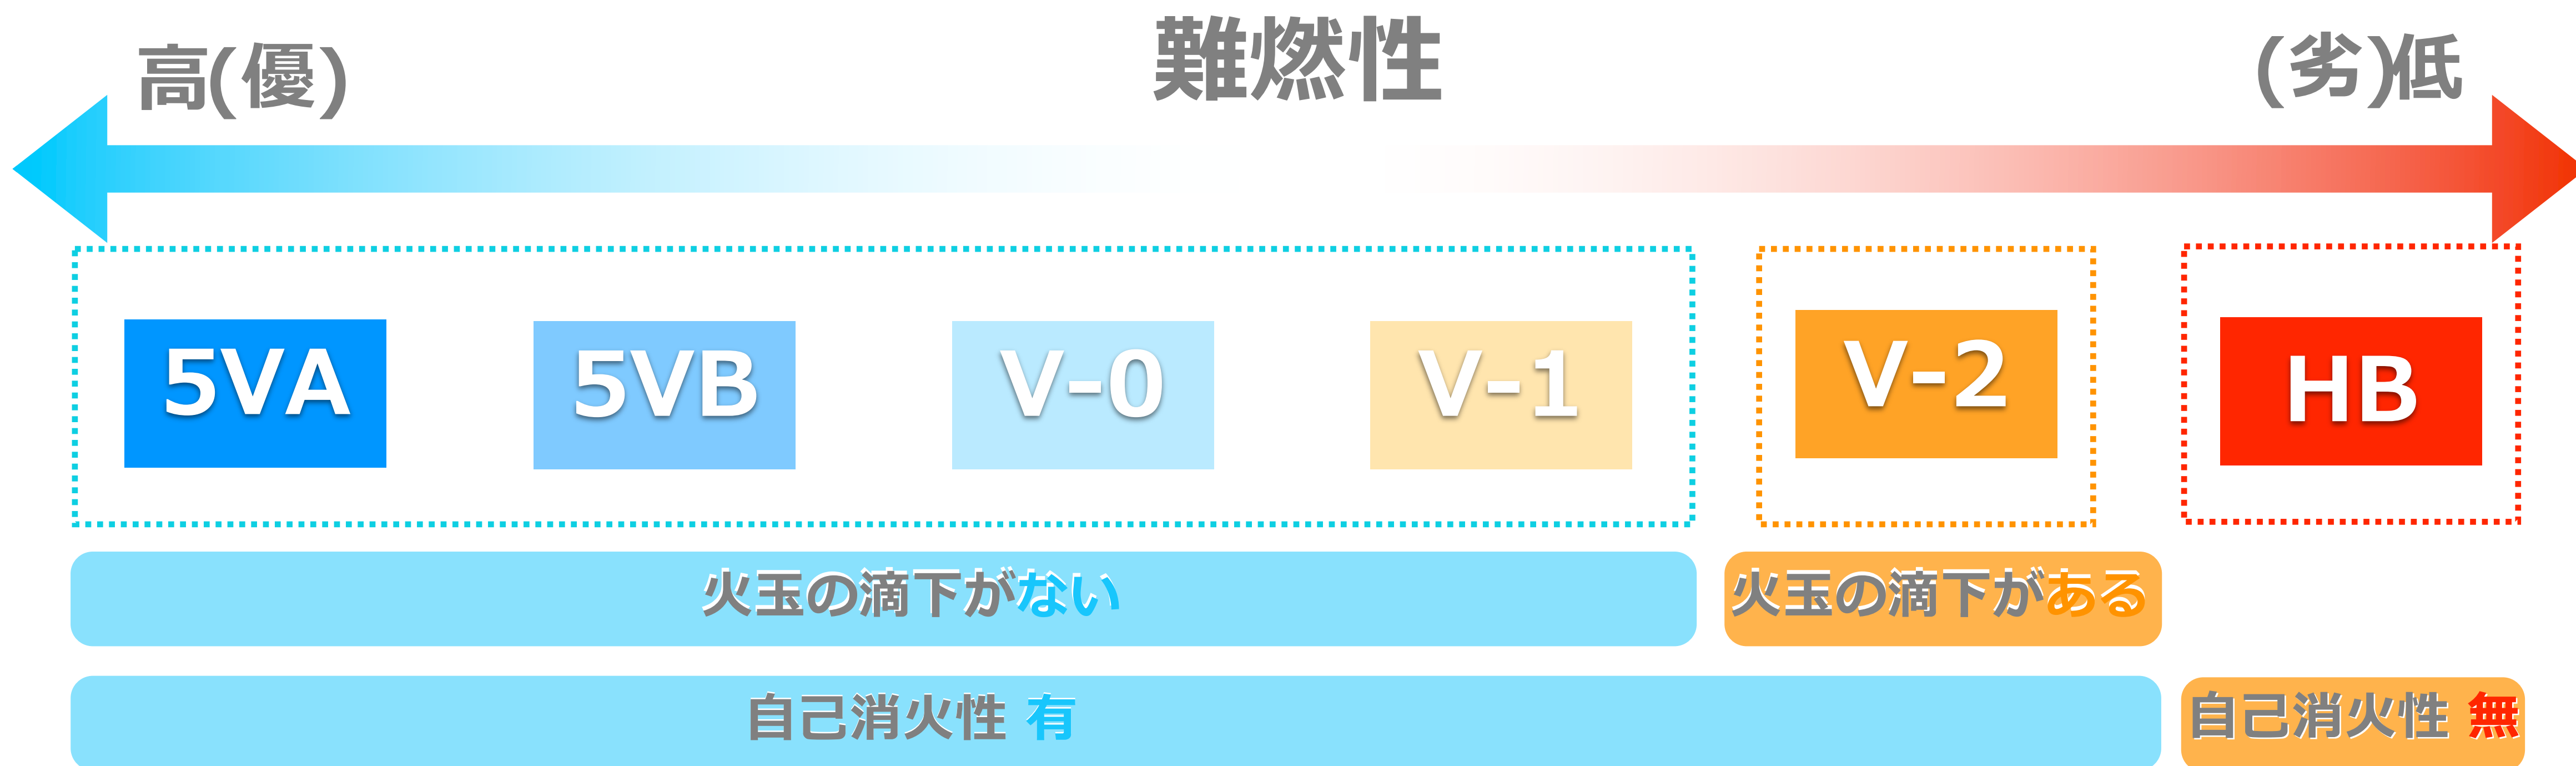 難燃性
高(優)
(劣)低
5VA
5VB
V-0
V-1
V-2
HB
火玉の滴下がない
火玉の滴下がある
自己消火性 有
自己消火性 無